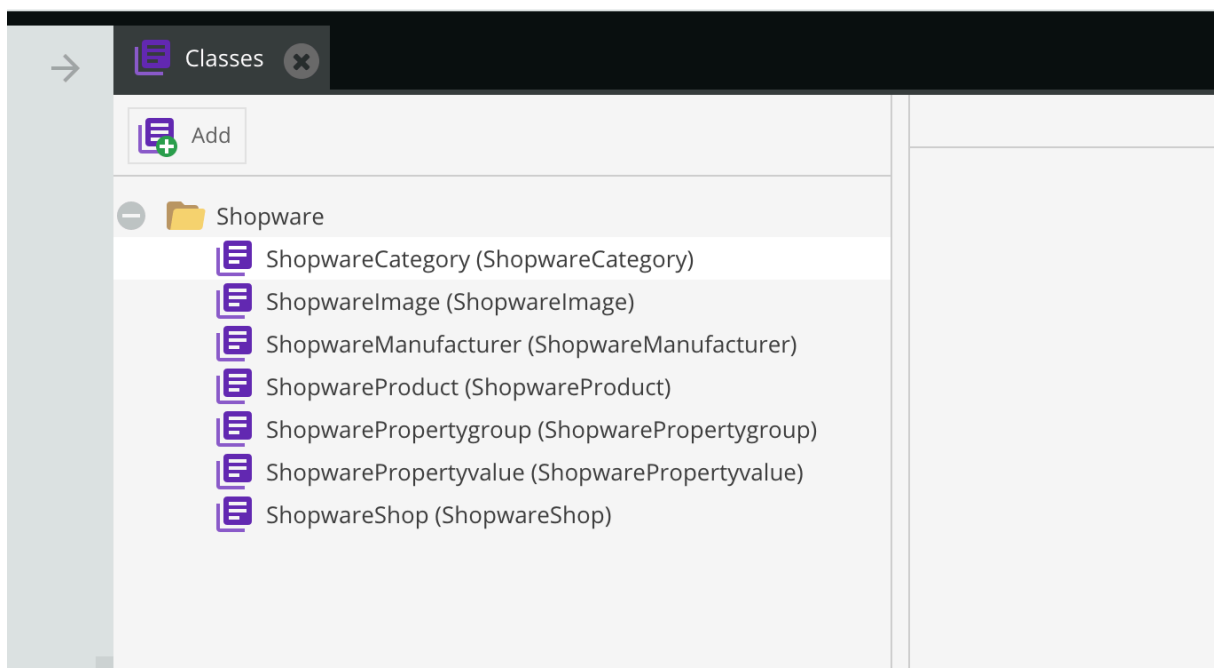 Classes
Add
Shopware
ShopwareCategory (ShopwareCategory)
ShopwareImage (ShopwareImage)
ShopwareManufacturer (ShopwareManufacturer)
ShopwareProduct (ShopwareProduct)
ShopwarePropertygroup (ShopwarePropertygroup)
ShopwarePropertyvalue (ShopwarePropertyvalue)
ShopwareShop (ShopwareShop)